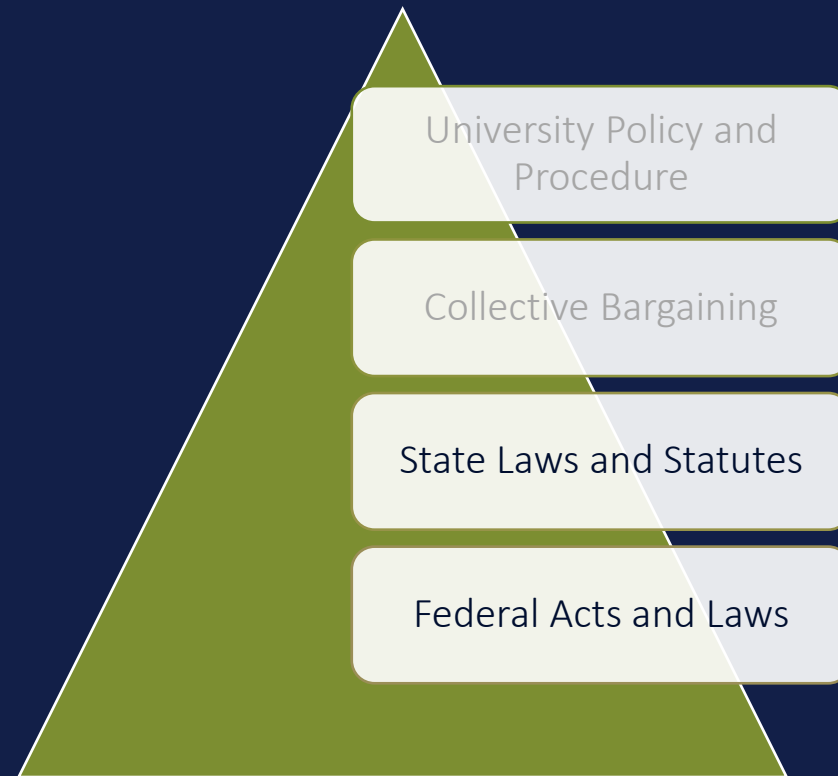 University Policy and
Procedure
Collective Bargaining
State Laws and Statutes
Federal Acts and Laws